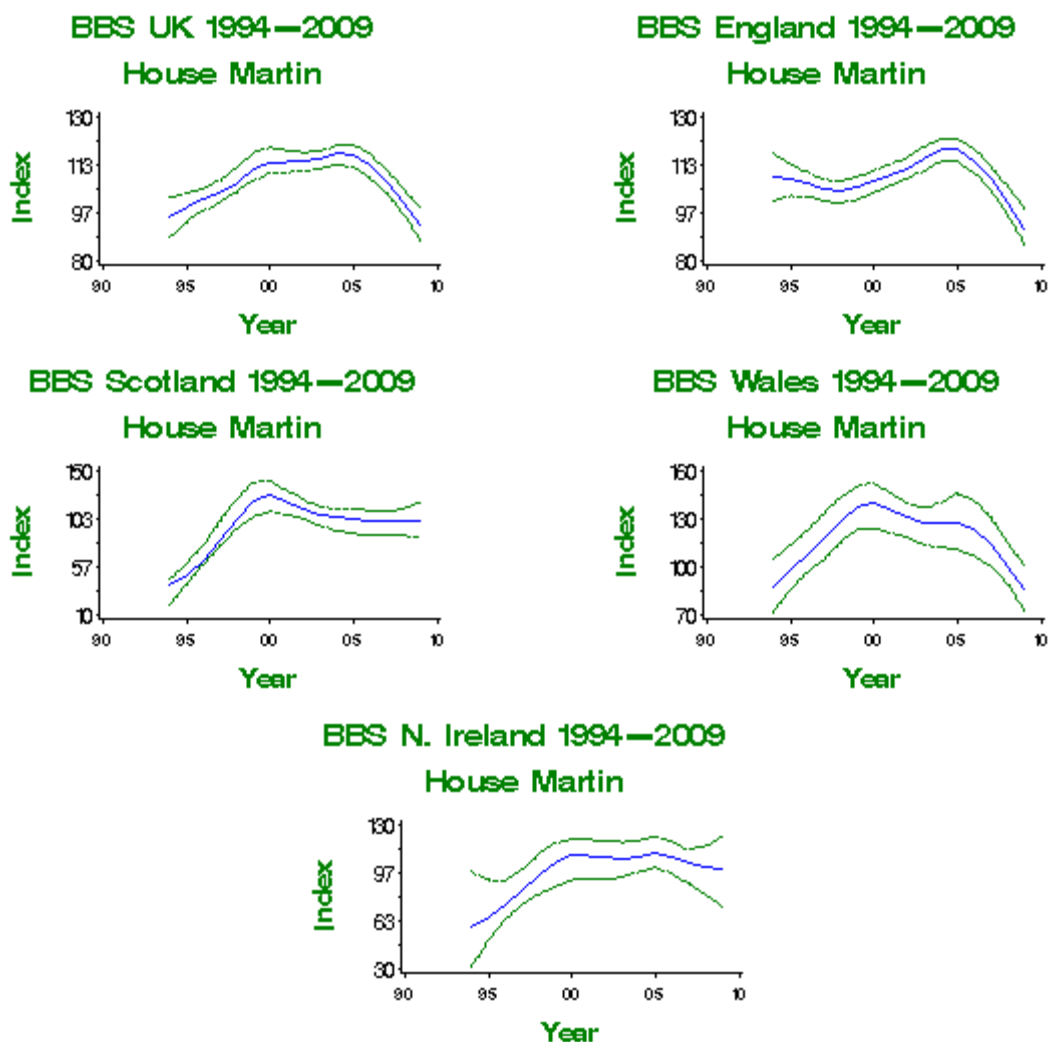 BBS UK 1994—2009
House Martin
130
113
97
80
Index
90 95 00 05 10
Year
BBS England 1994—2009
House Martin
130
113
97
80
Index
90 95 00 05 10
Year
BBS Scotland 1994—2009
House Martin
150
103
57
10
Index
90 95 00 05 10
Year
BBS Wales 1994—2009
House Martin
160
130
100
70
Index
90 95 00 05 10
Year
BBS N. Ireland 1994—2009
House Martin
130
97
63
30
Index
90 95 00 05 10
Year